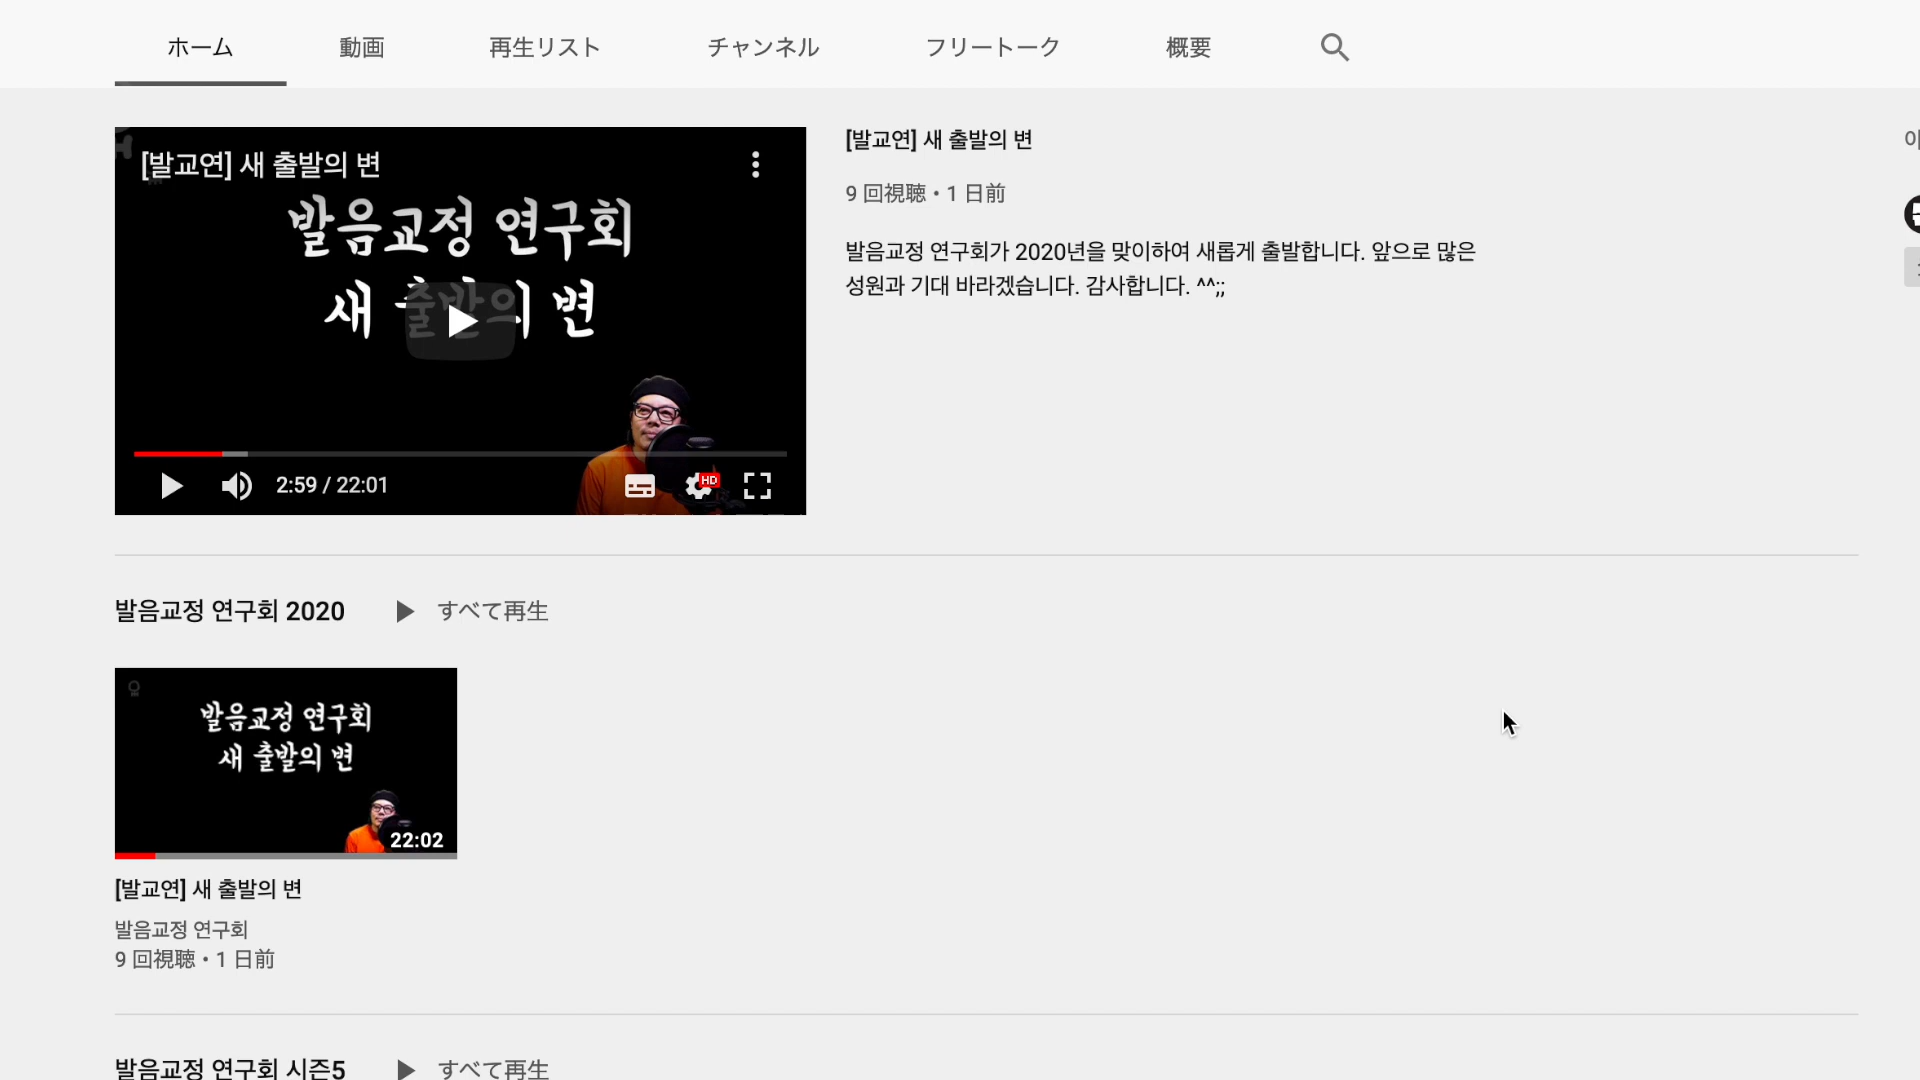 ホーム 動画 再生リスト チャンネル フリートーク 概要
[발교연] 새 출발의 변
발음교정 연구회
새 출발의 변
2:59 / 22:01
HD
[발교연] 새 출발의 변
9 回視聴・1 日前
발음교정 연구회가 2020년을 맞이하여 새롭게 출발합니다. 앞으로 많은
성원과 기대 바라겠습니다. 감사합니다. ^^;;
발음교정 연구회 2020 すべて再生
발음교정 연구회
새 출발의 변
22:02
[발교연] 새 출발의 변
발음교정 연구회
9 回視聴・1 日前
발음교정 연구회 시즌5 すべて再生